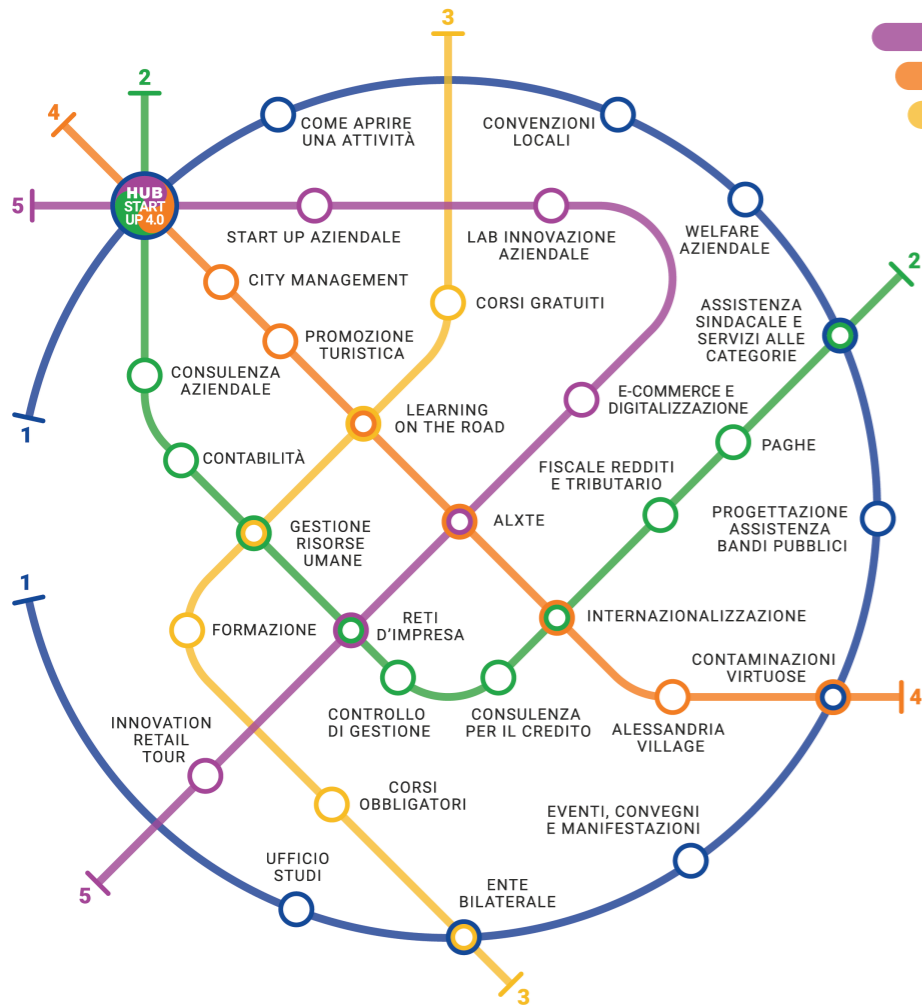 3
2
4
COME APRIRE
UNA ATTIVITÀ
CONVENZIONI
LOCALI
HUB
START
UP 4.0
5
START UP AZIENDALE
LAB INNOVAZIONE
AZIENDALE
WELFARE
AZIENDALE
2
CITY MANAGEMENT
CORSI GRATUITI
ASSISTENZA
SINDACALE E
SERVIZI ALLE
CATEGORIE
PROMOZIONE
TURISTICA
CONSULENZA
AZIENDALE
E-COMMERCE E
DIGITALIZZAZIONE
1
LEARNING
ON THE ROAD
PAGHE
CONTABILITÀ
FISCALE REDDITI
E TRIBUTARIO
GESTIONE
RISORSE
UMANE
ALXTE
PROGETTAZIONE
ASSISTENZA
BANDI PUBBLICI
1
FORMAZIONE
RETI
D'IMPRESA
INTERNAZIONALIZZAZIONE
CONTAMINAZIONI
VIRTUOSE
4
INNOVATION
RETAIL
TOUR
CONTROLLO
DI GESTIONE
CONSULENZA
PER IL CREDITO
ALESSANDRIA
VILLAGE
CORSI
OBBLIGATORI
EVENTI, CONVEGNI
E MANIFESTAZIONI
5
UFFICIO
STUDI
ENTE
BILATERALE
3